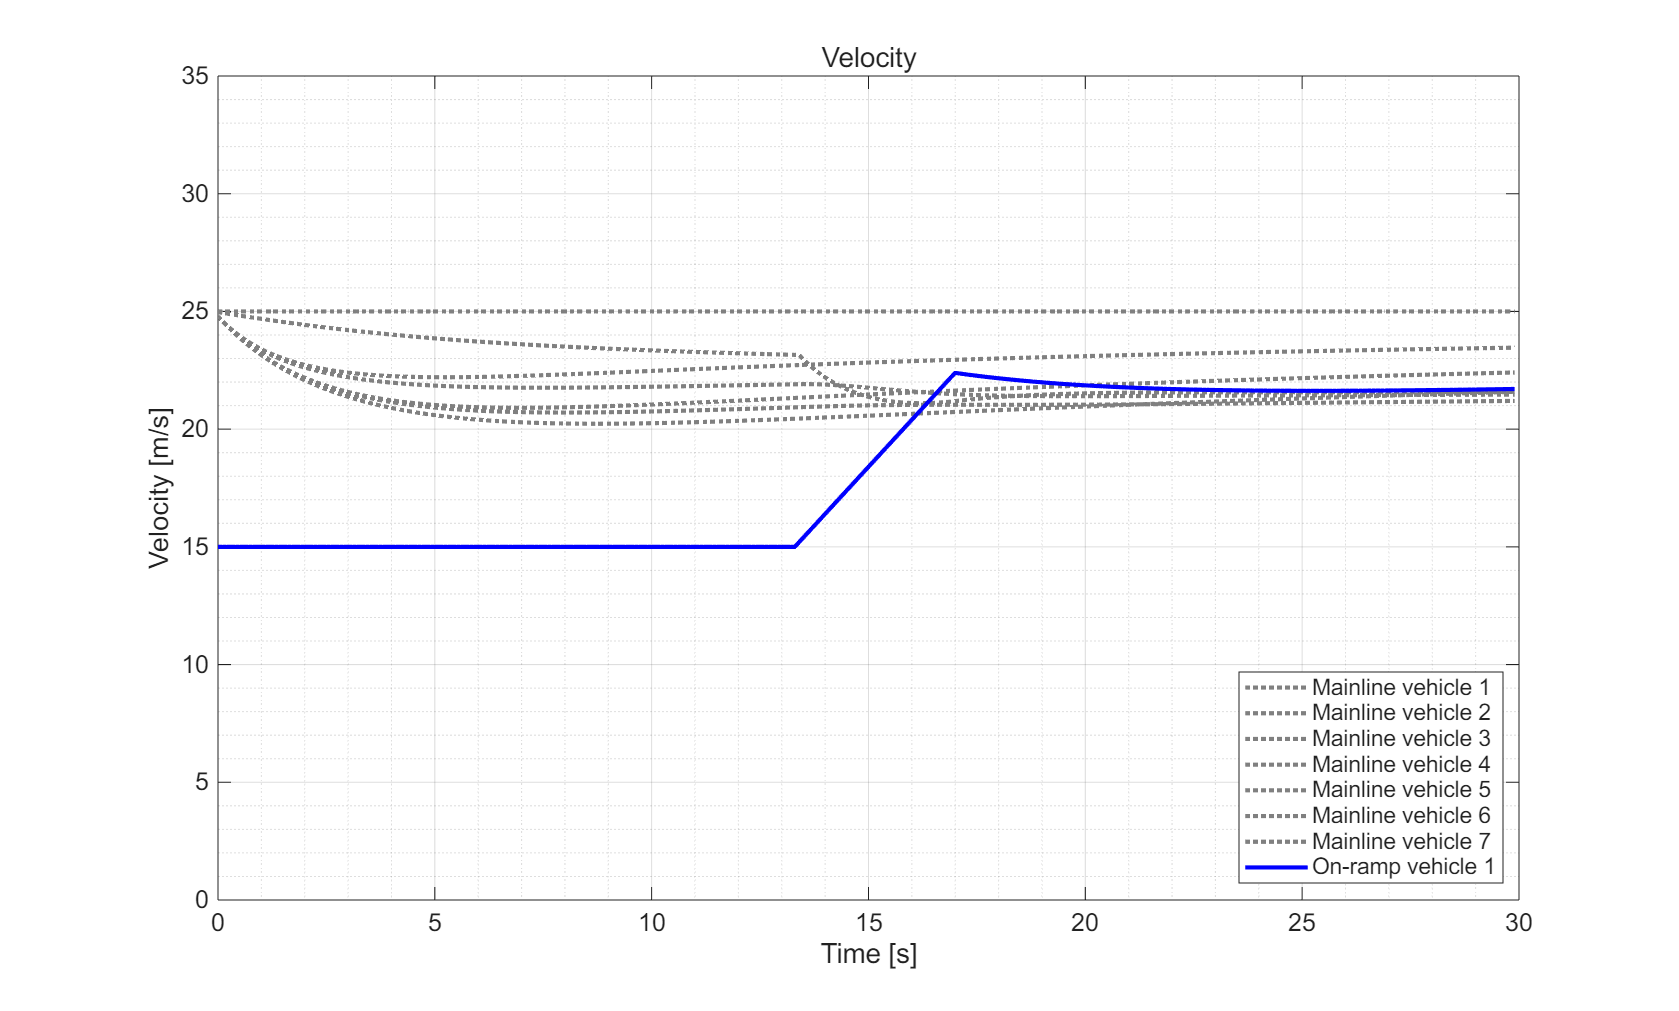 Velocity
35
30
25
20
15
10
5
0
Velocity [m/s]
0 5 10 15 20 25 30
Time [s]
Mainline vehicle 1
Mainline vehicle 2
Mainline vehicle 3
Mainline vehicle 4
Mainline vehicle 5
Mainline vehicle 6
Mainline vehicle 7
On-ramp vehicle 1